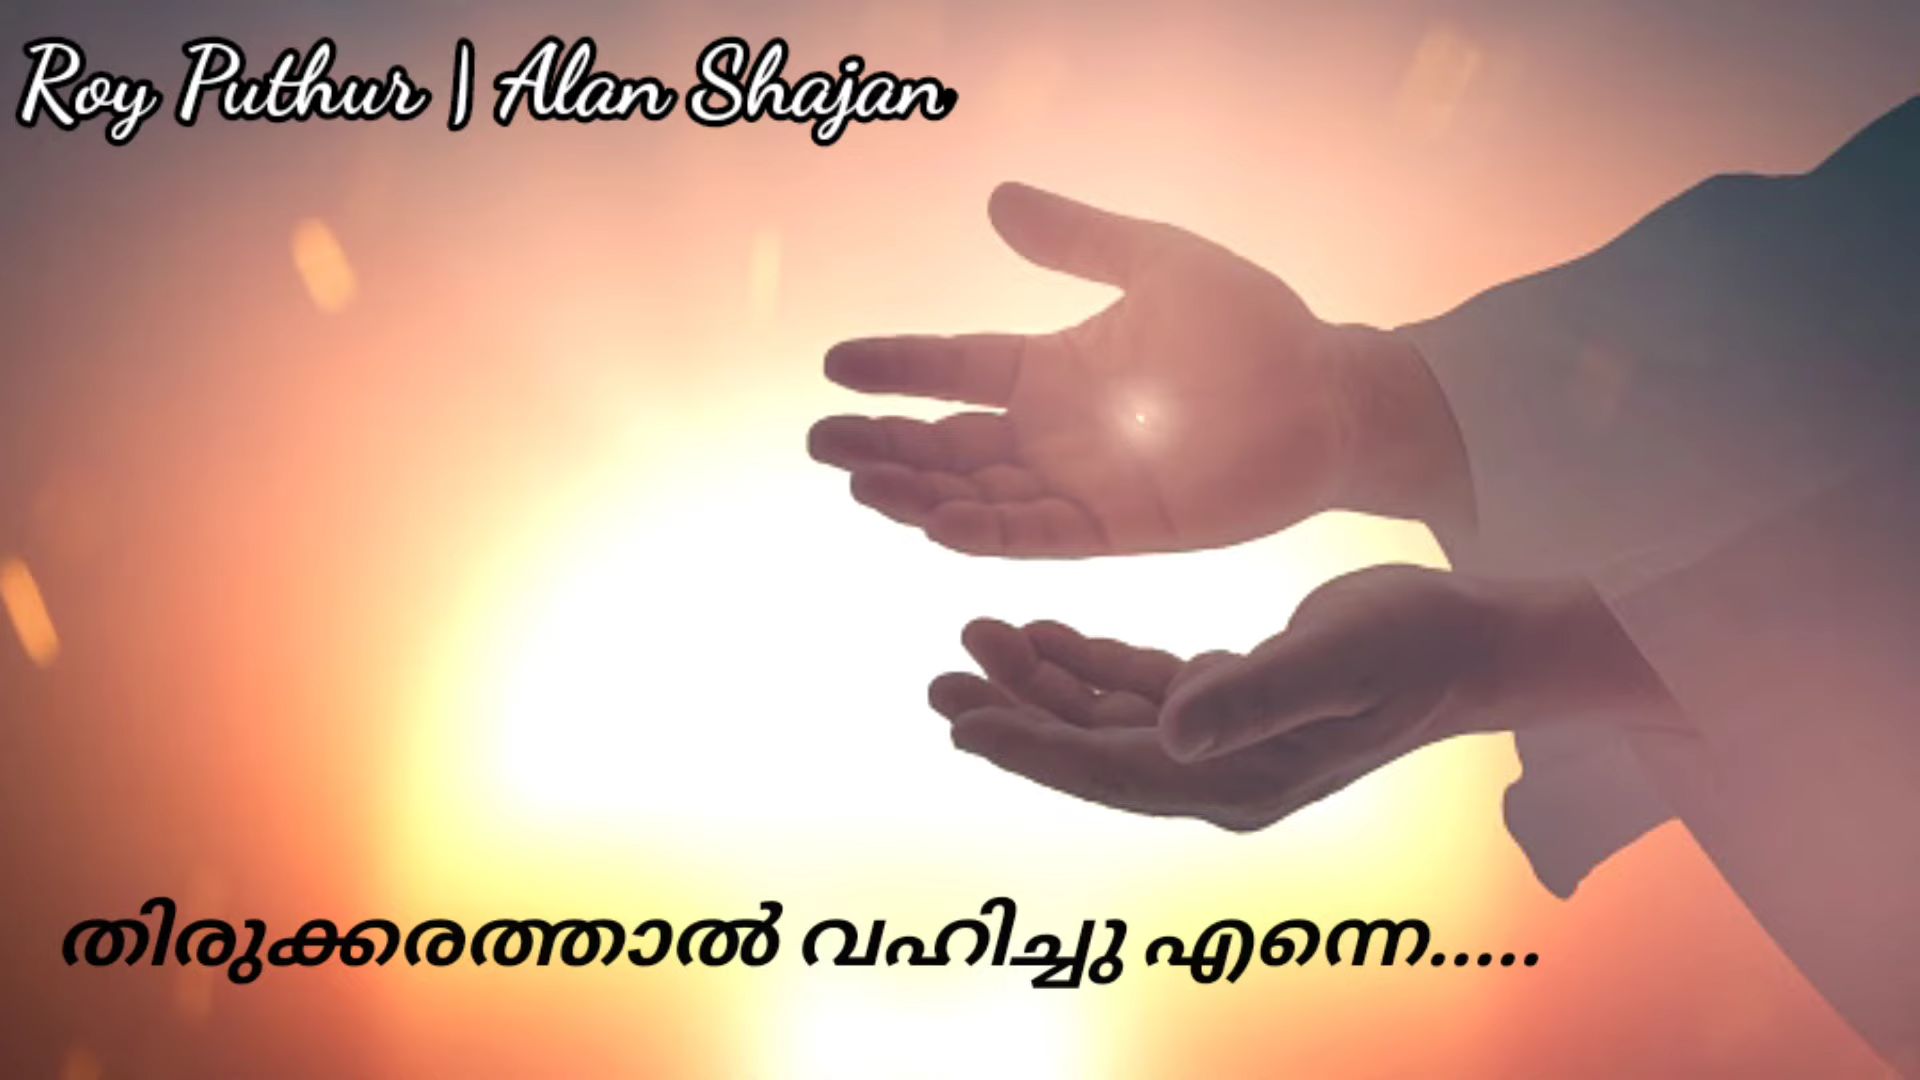 Roy Puthur | Alan Shajan
തിരുക്കരത്താൽ വഹിച്ചു എന്നെ.....